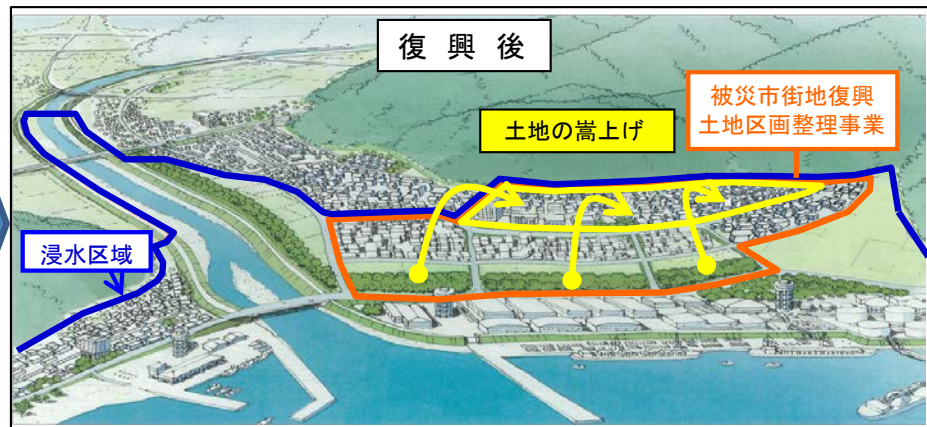 復興後
被災市街地復興
土地区画整理事業
土地の嵩上げ
浸水区域